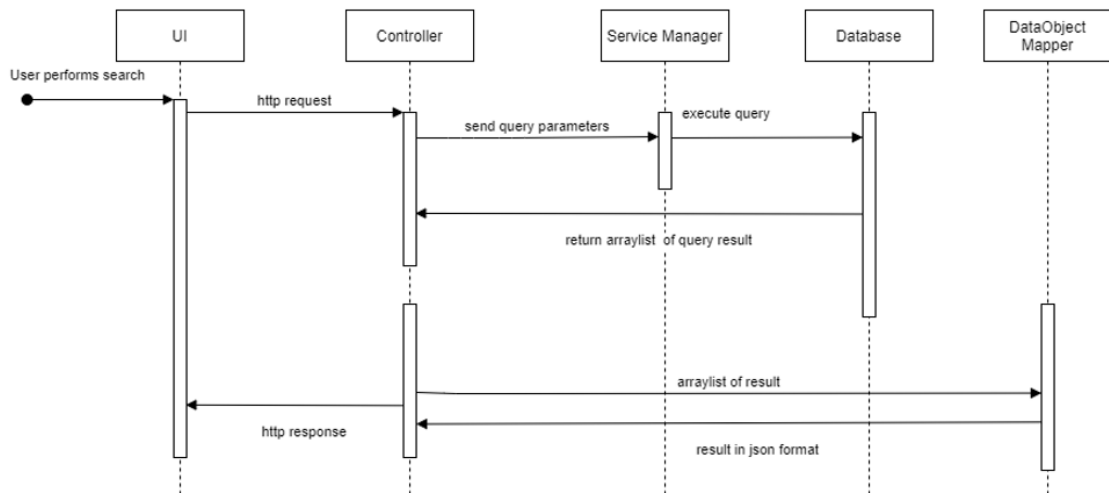 UI
Controller
Service Manager
Database
DataObject
Mapper
User performs search
http request
send query parameters
execute query
return arraylist of query result
arraylist of result
http response
result in json format